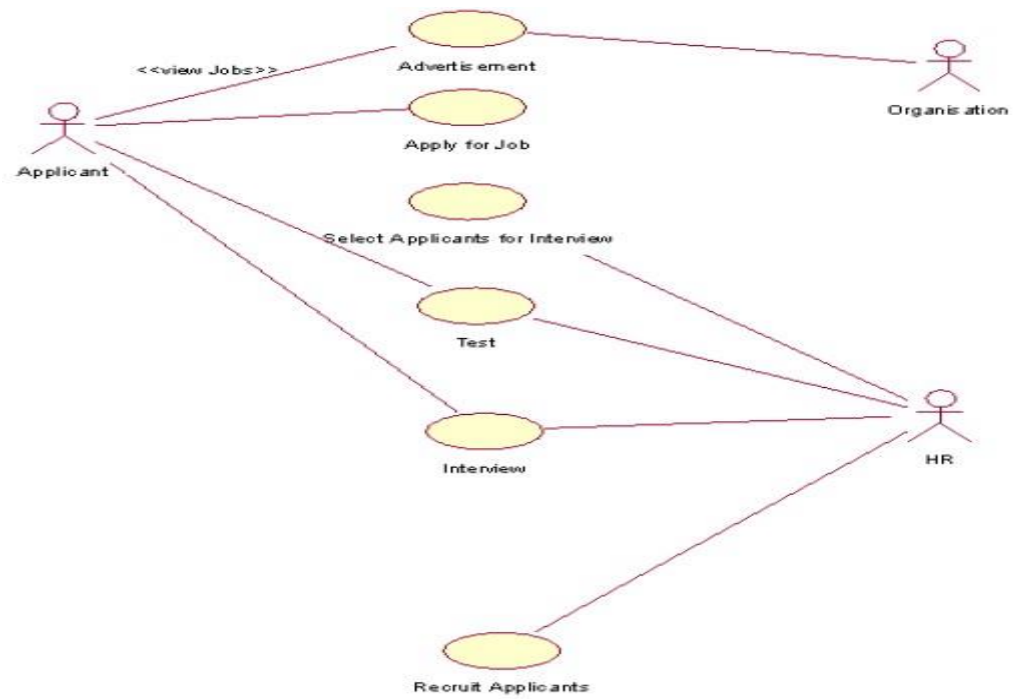 Advertisement
<<view Jobs>>
Organisation
Apply for Job
Applicant
Select Applicants for Interview
Test
HR
Interview
Recruit Applicants